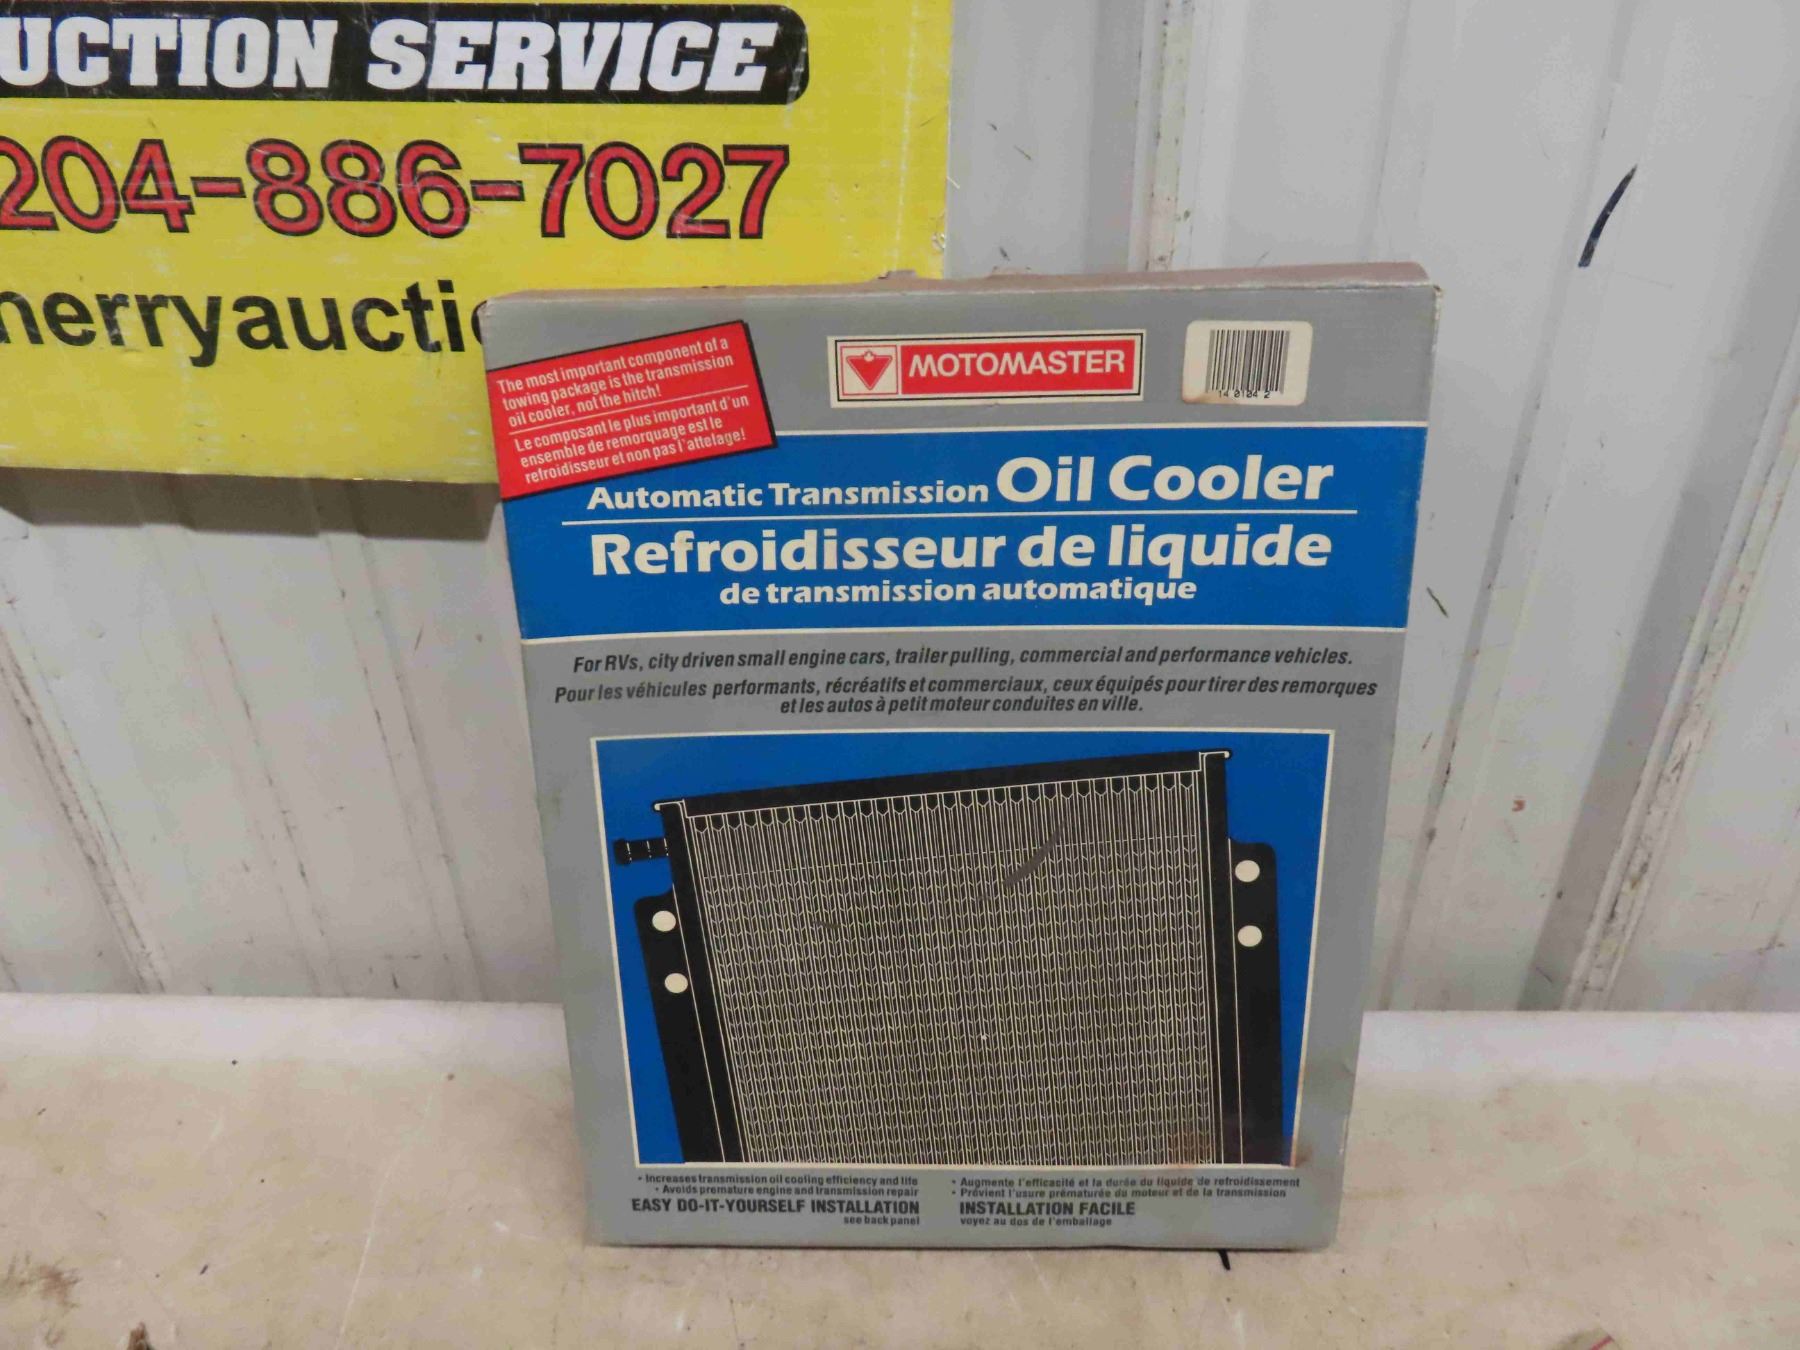 UCTION SERVICE
204-886-7027
herryaucti
The most important component of a
towing package is the transmission
oil cooler, not the hitch!
Le composant le plus important d'un
ensemble de remorquage est le
refroidisseur et non pas l'attelage!
MOTOMASTER
14 0104 2
Automatic Transmission Oil Cooler
Refroidisseur de liquide
de transmission automatique
For RVs, city driven small engine cars, trailer pulling, commercial and performance vehicles.
Pour les véhicules performants, récréatifs et commerciaux, ceux équipés pour tirer des remorques
et les autos à petit moteur conduites en ville.
• Increases transmission oil cooling efficiency and life
• Avoids premature engine and transmission repair
EASY DO-IT-YOURSELF INSTALLATION
see back panel
• Augmente l'efficacité et la durée du liquide de refroidissement
• Prévient l'usure prématurée du moteur et de la transmission
INSTALLATION FACILE
voyez au dos de l'emballage